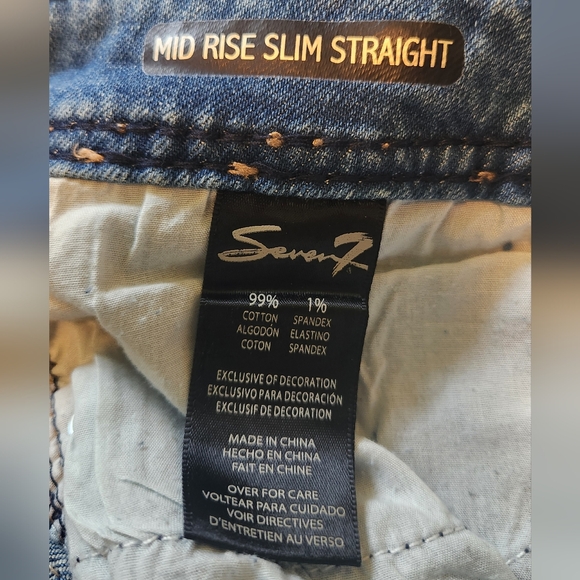 MID RISE SLIM STRAIGHT
Seven7
99% 1%
COTTON SPANDEX
ALGODÓN ELASTINO
COTON SPANDEX
EXCLUSIVE OF DECORATION
EXCLUSIVO PARA DECORACIÓN
EXCLUSIF DE DECORATION
MADE IN CHINA
HECHO EN CHINA
FAIT EN CHINE
OVER FOR CARE
VOLTEAR PARA CUIDADO
VOIR DIRECTIVES
D'ENTRETIEN AU VERSO